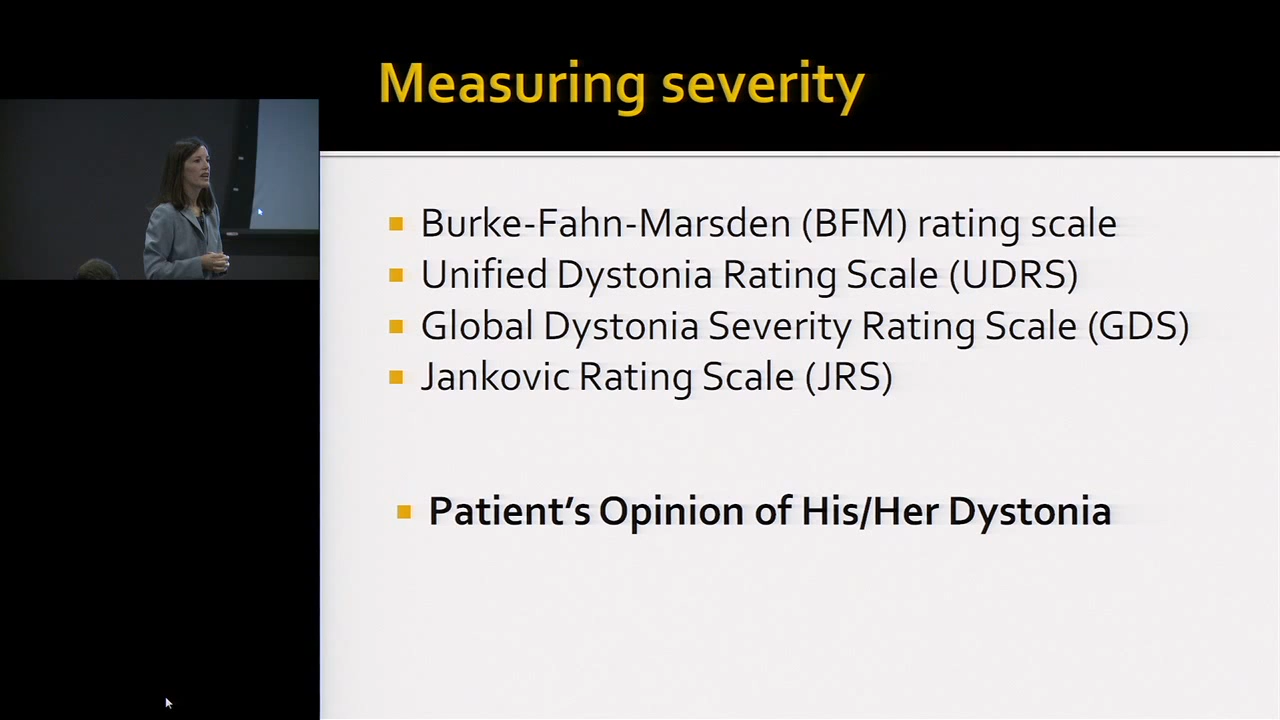 Measuring severity
Burke-Fahn-Marsden (BFM) rating scale
Unified Dystonia Rating Scale (UDRS)
Global Dystonia Severity Rating Scale (GDS)
Jankovic Rating Scale (JRS)
Patient's Opinion of His/Her Dystonia